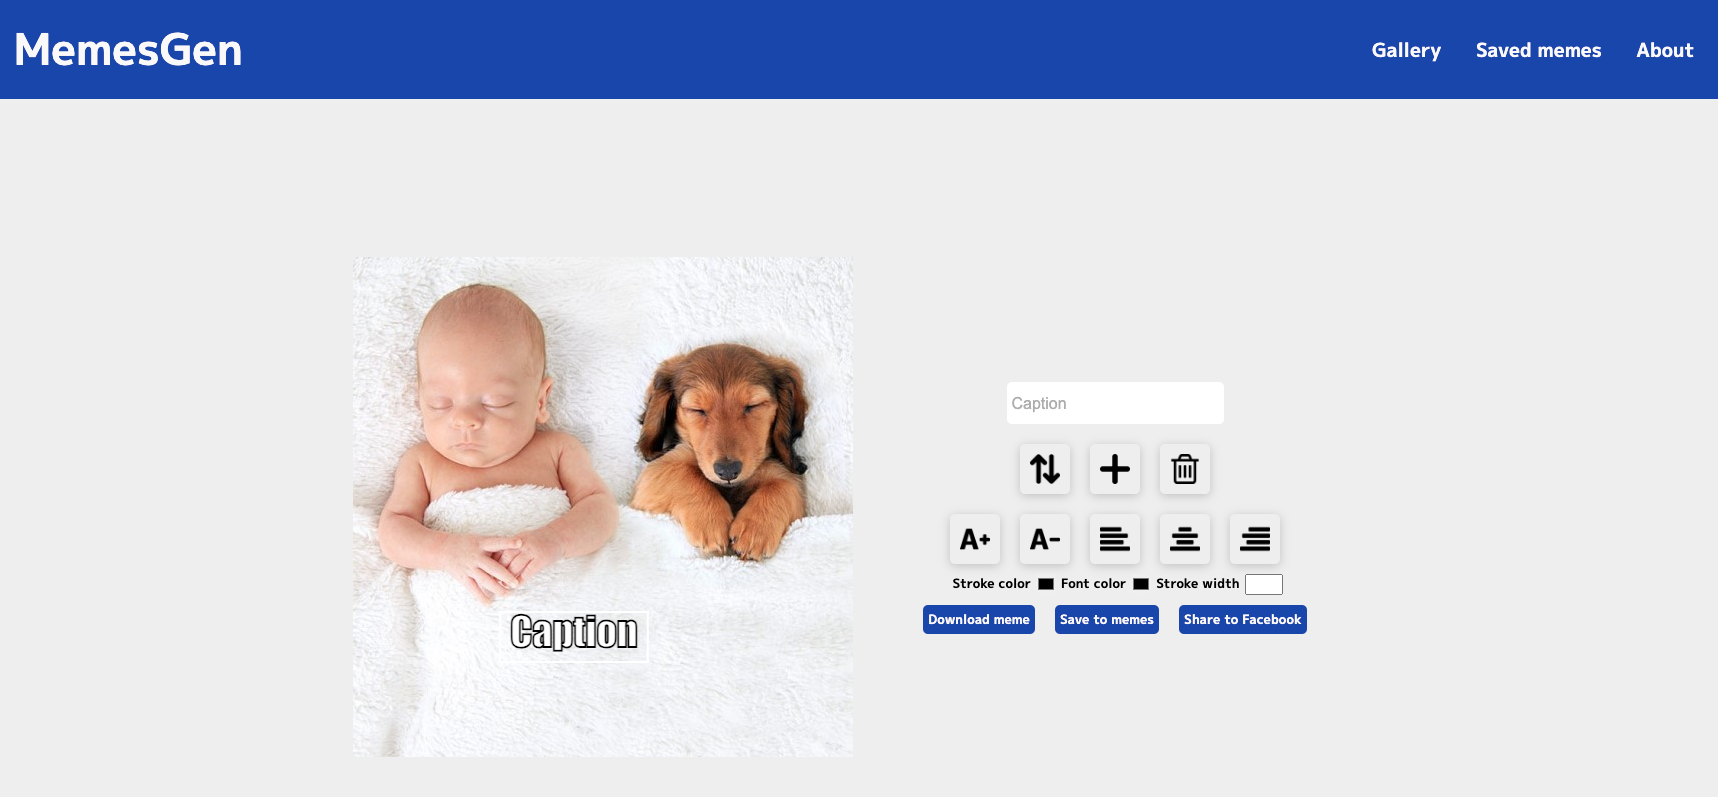 MemesGen
Gallery Saved memes About
Caption
A+ A-
Stroke color Font color Stroke width
Download meme Save to memes Share to Facebook
Caption